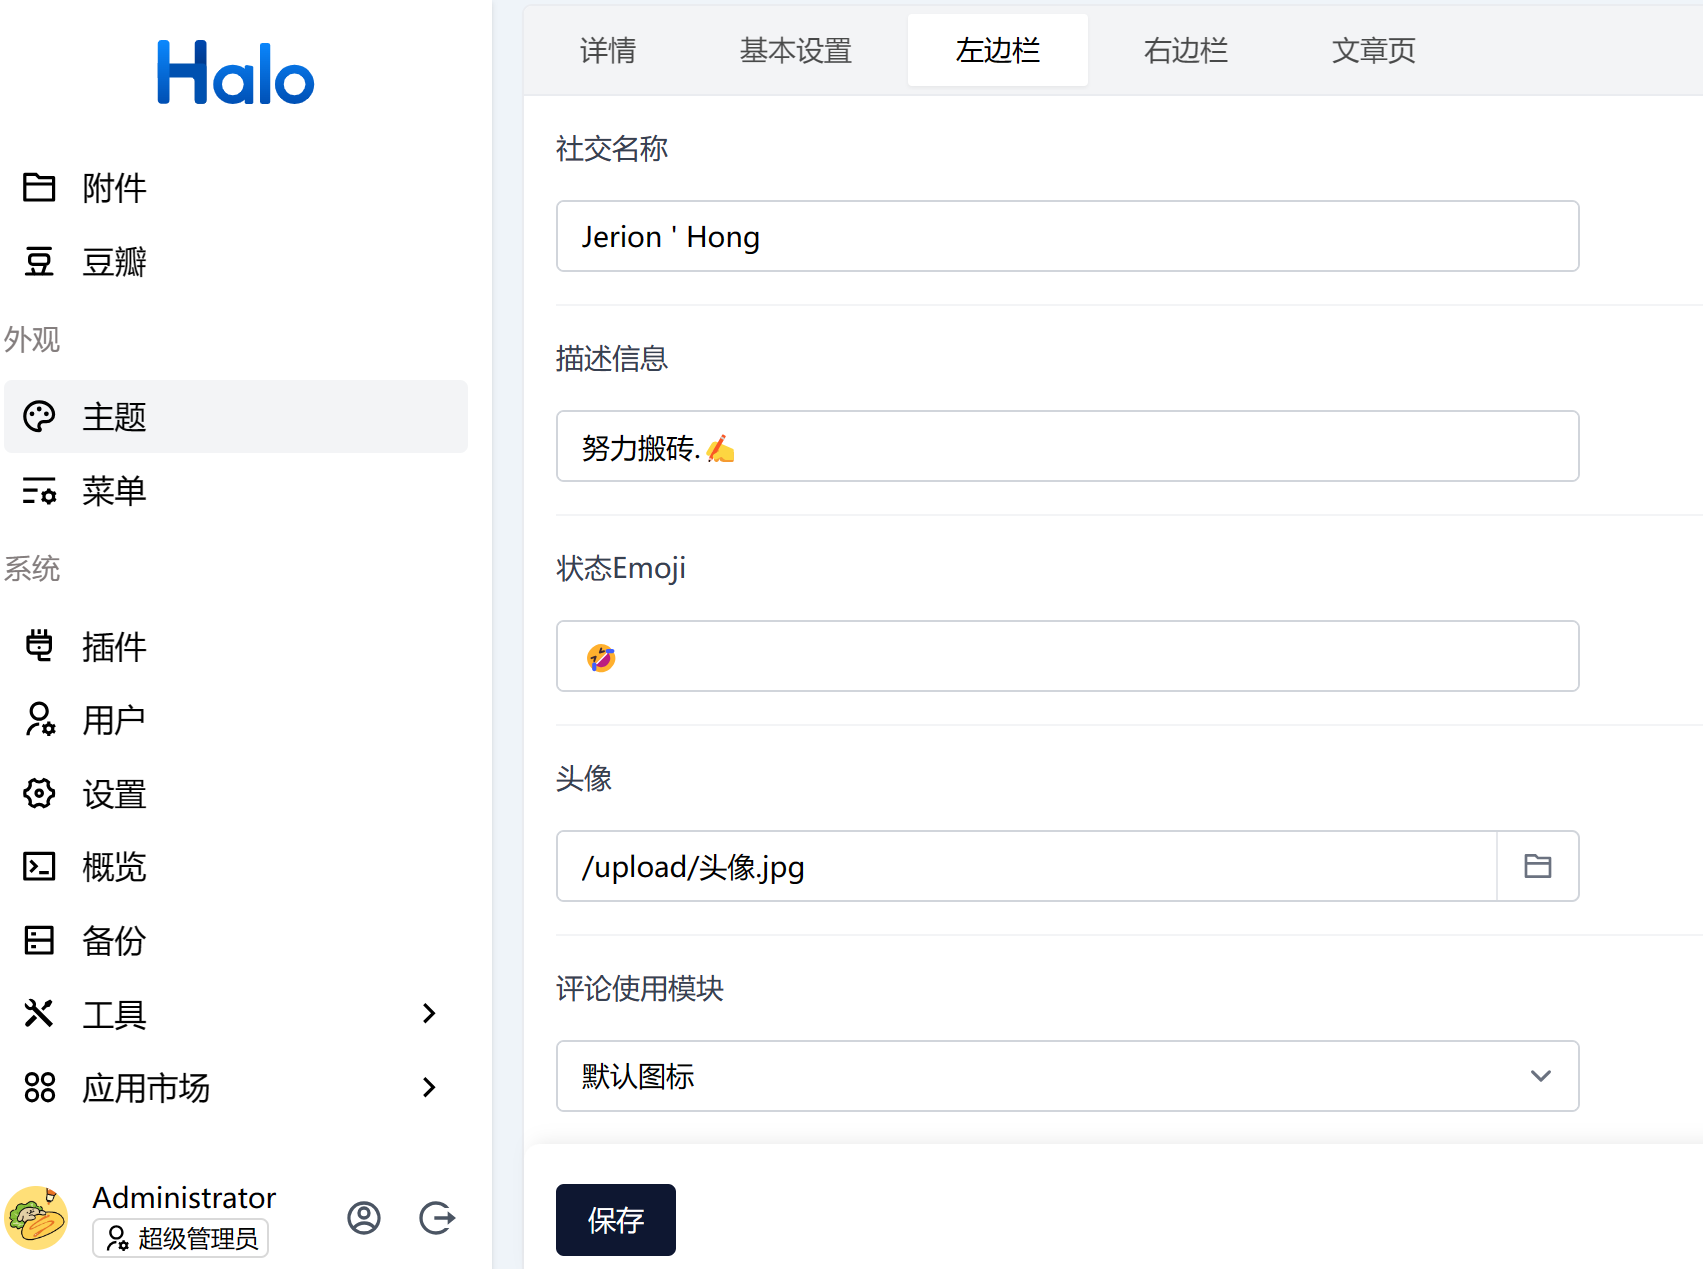 Halo
附件
豆瓣
外观
主题
菜单
系统
插件
用户
设置
概览
备份
工具
应用市场
Administrator
超级管理员
详情
基本设置
左边栏
右边栏
文章页
社交名称
Jerion ' Hong
描述信息
努力搬砖.✍️
状态Emoji
🤣
头像
/upload/头像.jpg
评论使用模块
默认图标
保存